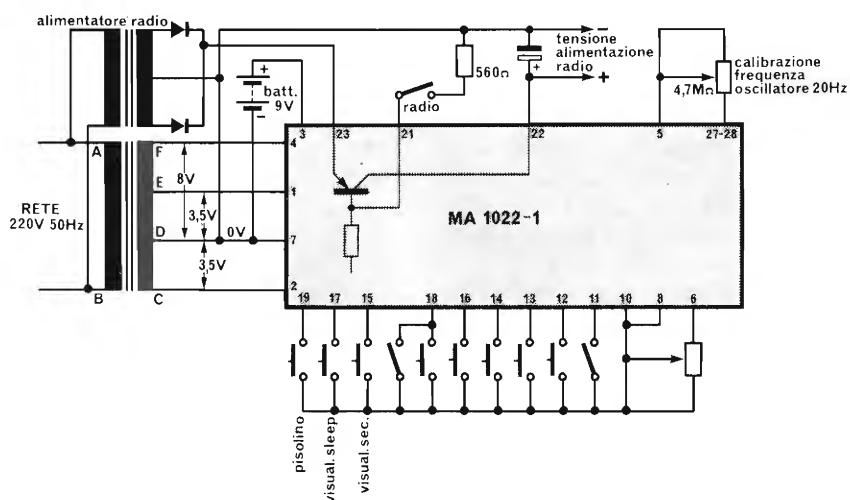 alimentatore radio
+
batt.
9V
−
radio
560Ω
tensione
alimentazione
radio
−
+
+
4,7MΩ
calibrazione
frequenza
oscillatore 20Hz
3
23
21
22
5
27-28
A
F
4
8V
E
1
RETE
220V 50Hz
3,5V
D
0V
7
3,5V
B
C
2
MA 1022-1
19
17
15
18
16
14
13
12
11
10
8
6
pisolino
visual.sleep
visual.sec.